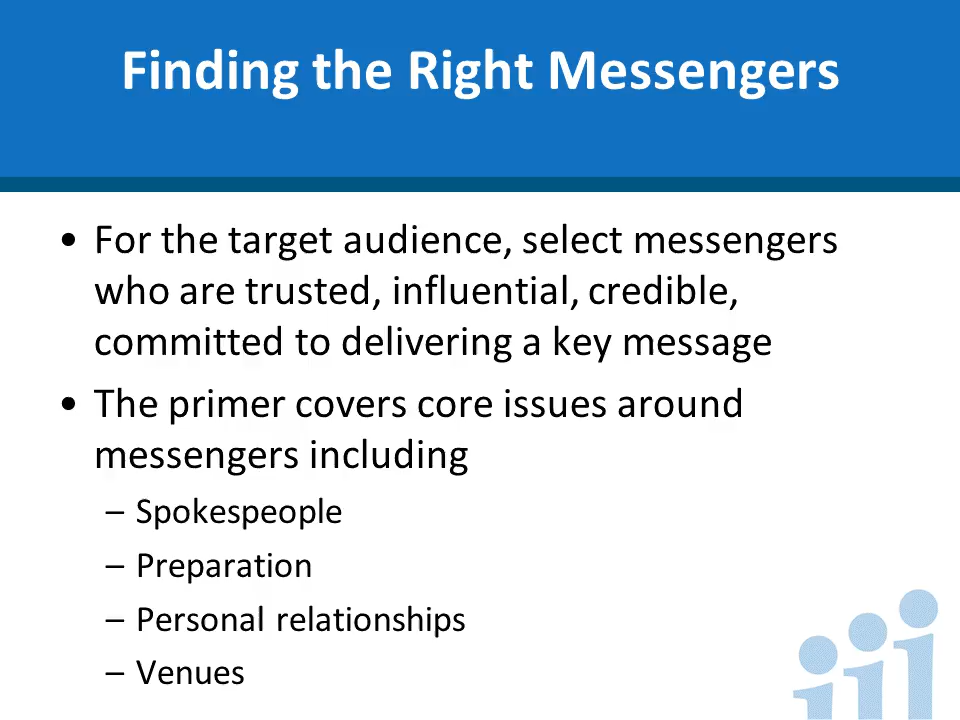 Finding the Right Messengers
• For the target audience, select messengers
who are trusted, influential, credible,
committed to delivering a key message
• The primer covers core issues around
messengers including
– Spokespeople
– Preparation
– Personal relationships
– Venues